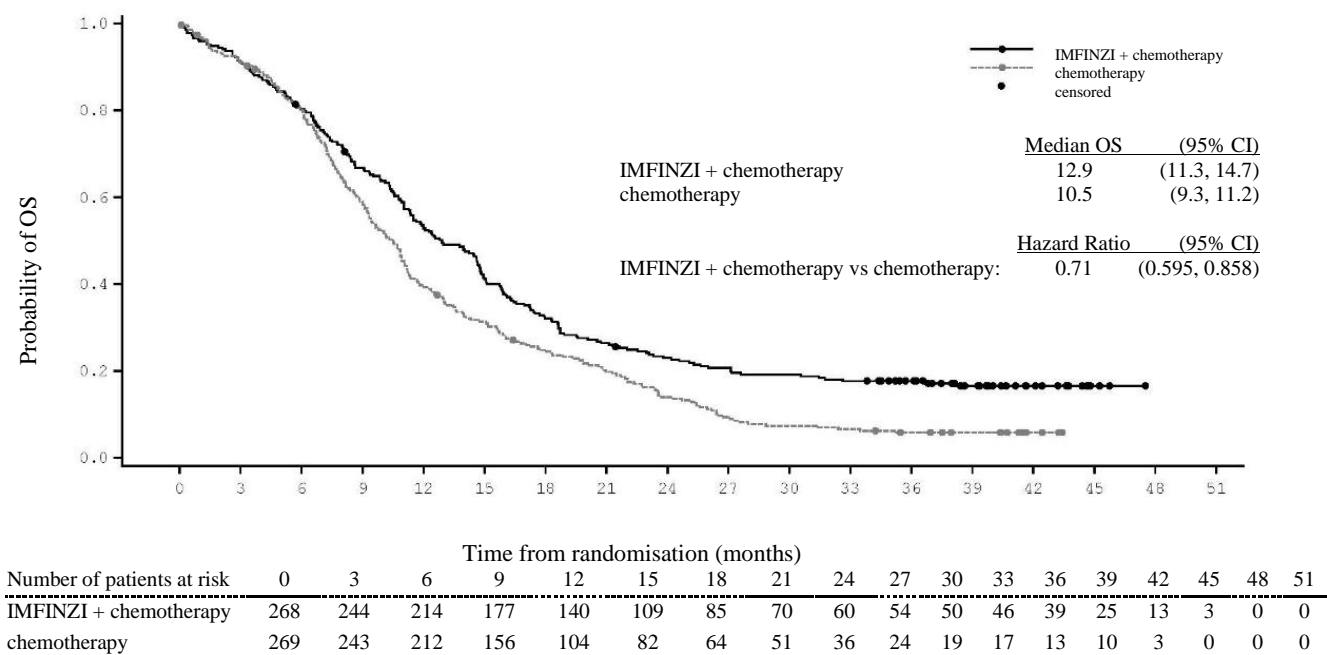 1.0
0.8
0.6
0.4
0.2
0.0
Probability of OS
IMFINZI + chemotherapy
chemotherapy
censored
Median OS (95% CI)
IMFINZI + chemotherapy 12.9 (11.3, 14.7)
chemotherapy 10.5 (9.3, 11.2)
Hazard Ratio (95% CI)
IMFINZI + chemotherapy vs chemotherapy: 0.71 (0.595, 0.858)
0 3 6 9 12 15 18 21 24 27 30 33 36 39 42 45 48 51
Time from randomisation (months)
Number of patients at risk 0 3 6 9 12 15 18 21 24 27 30 33 36 39 42 45 48 51
IMFINZI + chemotherapy 268 244 214 177 140 109 85 70 60 54 50 46 39 25 13 3 0 0
chemotherapy 269 243 212 156 104 82 64 51 36 24 19 17 13 10 3 0 0 0